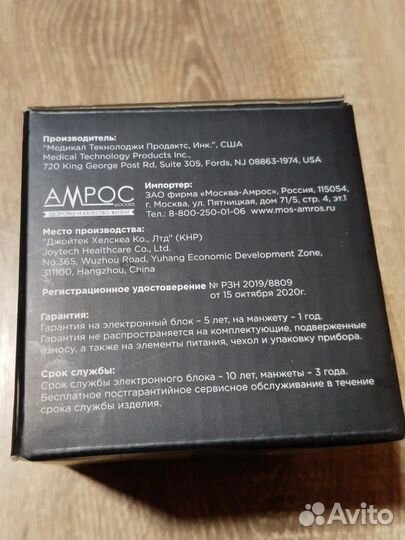 Производитель:
"Медикал Текнолоджи Продактс, Инк.", США
Medical Technology Products Inc.,
720 King George Post Rd, Suite 305, Fords, NJ 08863-1974, USA
АМРОС
МОСКВА
ЗДОРОВЬЕ И КАЧЕСТВО ЖИЗНИ
Импортер:
ЗАО фирма «Москва-Амрос», Россия, 115054,
г. Москва, ул. Пятницкая, дом 71/5, стр. 4, эт.1
Тел.: 8-800-250-01-06 www.mos-amros.ru
Место производства:
"Джойтек Хелскеа Ко., Лтд" (КНР)
Joytech Healthcare Co., Ltd.
No.365, Wuzhou Road, Yuhang Economic Development Zone,
311100, Hangzhou, China
Регистрационное удостоверение № РЗН 2019/8809
от 15 октября 2020г.
Гарантия:
Гарантия на электронный блок – 5 лет, на манжету – 1 год.
Гарантия не распространяется на комплектующие, подверженные
износу, а также на элементы питания, чехол и упаковку прибора.
Срок службы:
Срок службы электронного блока – 10 лет, манжеты – 3 года.
Бесплатное постгарантийное сервисное обслуживание в течение
срока службы изделия.
Avito